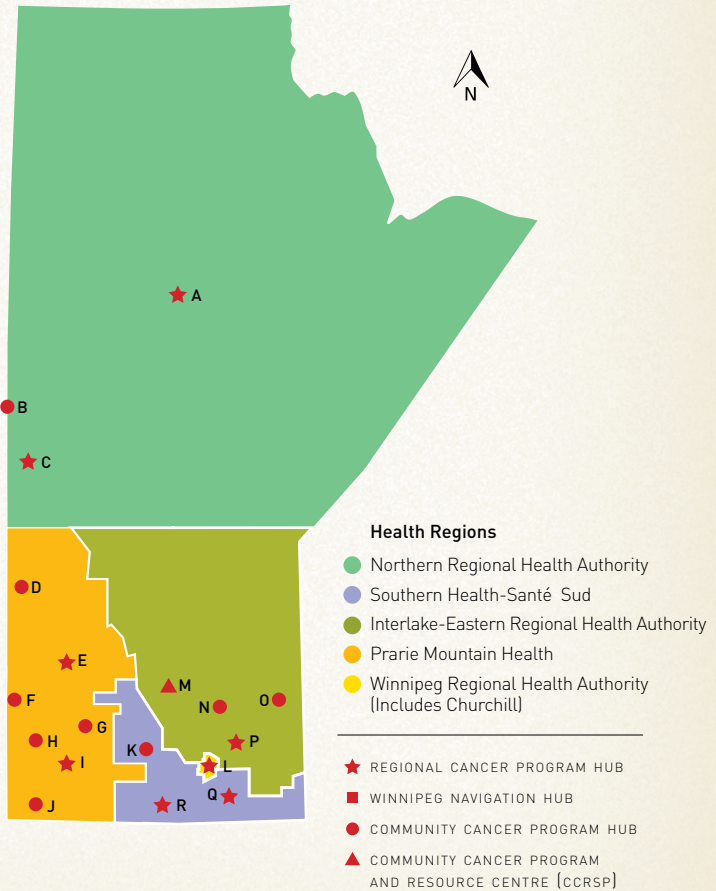 N
A
B
C
Health Regions
Northern Regional Health Authority
Southern Health-Santé Sud
Interlake-Eastern Regional Health Authority
Prarie Mountain Health
Winnipeg Regional Health Authority
(Includes Churchill)
D
E
F
G
H
I
J
K
L
M
N
O
P
Q
R
REGIONAL CANCER PROGRAM HUB
WINNIPEG NAVIGATION HUB
COMMUNITY CANCER PROGRAM HUB
COMMUNITY CANCER PROGRAM
AND RESOURCE CENTRE (CCRSP)